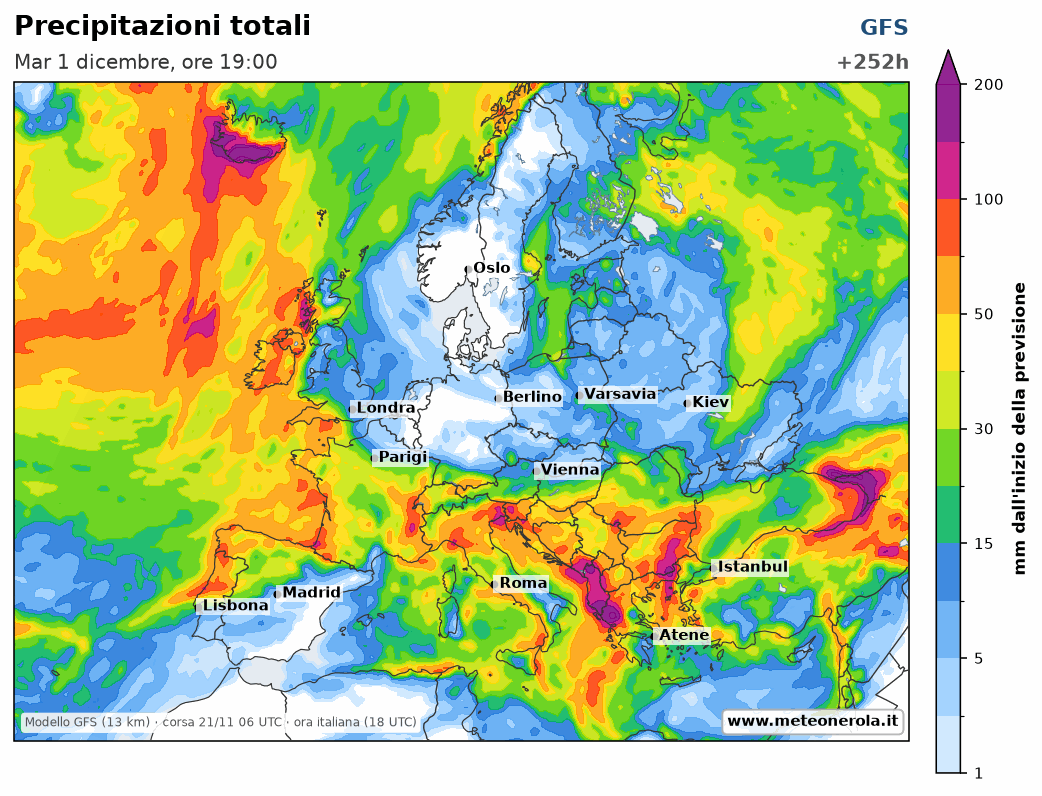 Precipitazioni totali
GFS
Mar 1 dicembre, ore 19:00
+252h
200
100
50
30
15
5
1
mm dall'inizio della previsione
Oslo
Berlino
Varsavia
Kiev
Londra
Parigi
Vienna
Istanbul
Roma
Madrid
Lisbona
Atene
Modello GFS (13 km) · corsa 21/11 06 UTC · ora italiana (18 UTC)
www.meteonerola.it